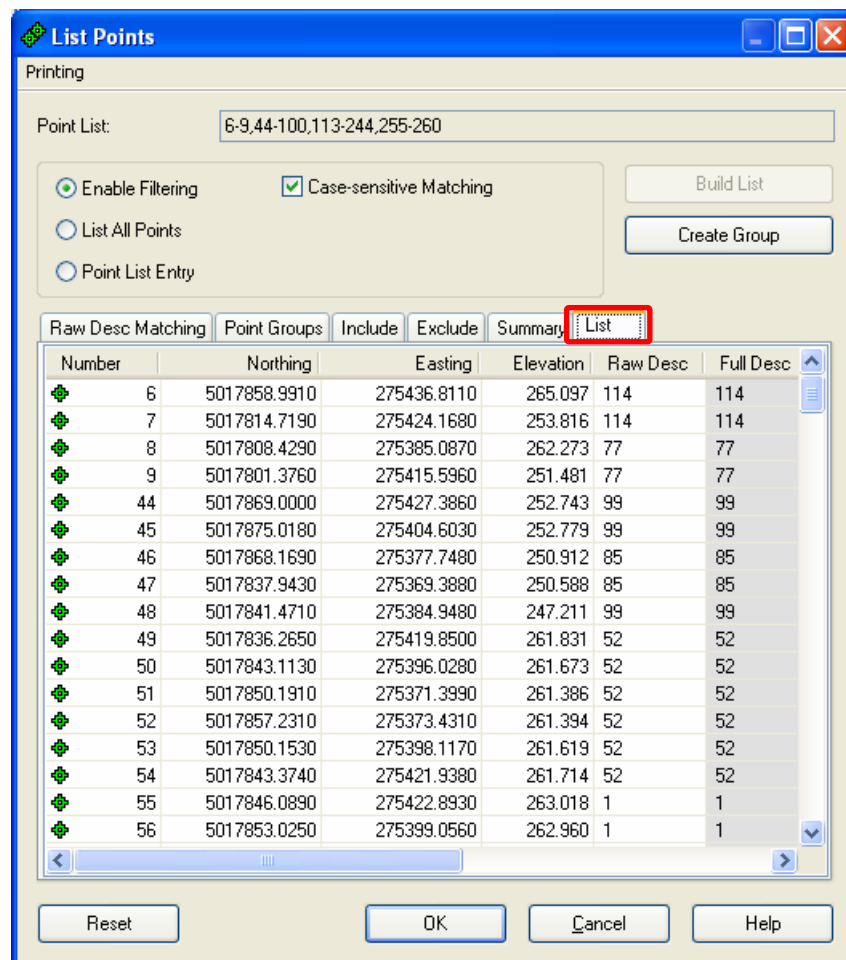 List Points
Printing
Point List: 6-9,44-100,113-244,255-260
Enable Filtering Case-sensitive Matching Build List
List All Points Create Group
Point List Entry
Raw Desc Matching Point Groups Include Exclude Summary List
Number Northing Easting Elevation Raw Desc Full Desc
6 5017858.9910 275436.8110 265.097 114 114
7 5017814.7190 275424.1680 253.816 114 114
8 5017808.4290 275385.0870 262.273 77 77
9 5017801.3760 275415.5960 251.481 77 77
44 5017869.0000 275427.3860 252.743 99 99
45 5017875.0180 275404.6030 252.779 99 99
46 5017868.1690 275377.7480 250.912 85 85
47 5017837.9430 275369.3880 250.588 85 85
48 5017841.4710 275384.9480 247.211 99 99
49 5017836.2650 275419.8500 261.831 52 52
50 5017843.1130 275396.0280 261.673 52 52
51 5017850.1910 275371.3990 261.386 52 52
52 5017857.2310 275373.4310 261.394 52 52
53 5017850.1530 275398.1170 261.619 52 52
54 5017843.3740 275421.9380 261.714 52 52
55 5017846.0890 275422.8930 263.018 1 1
56 5017853.0250 275399.0560 262.960 1 1
Reset OK Cancel Help